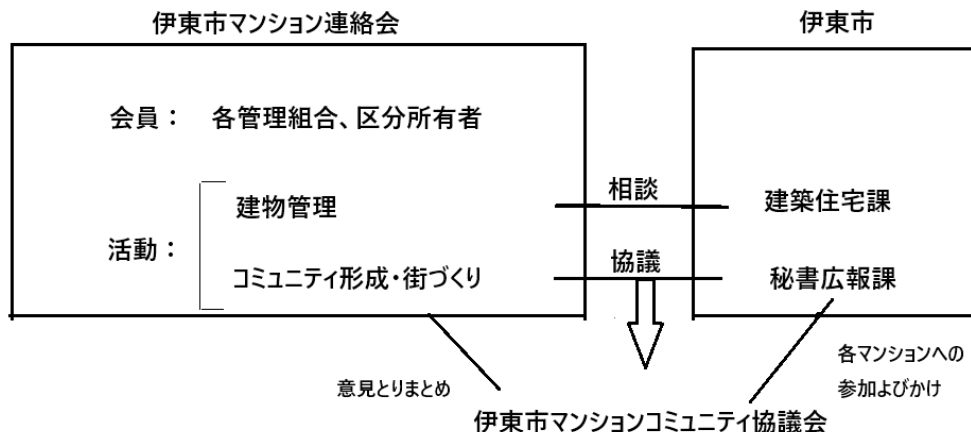 伊東市マンション連絡会
伊東市
会員： 各管理組合、区分所有者
活動：
建物管理
相談
建築住宅課
コミュニティ形成・街づくり
協議
秘書広報課
意見とりまとめ
各マンションへの
参加よびかけ
伊東市マンションコミュニティ協議会